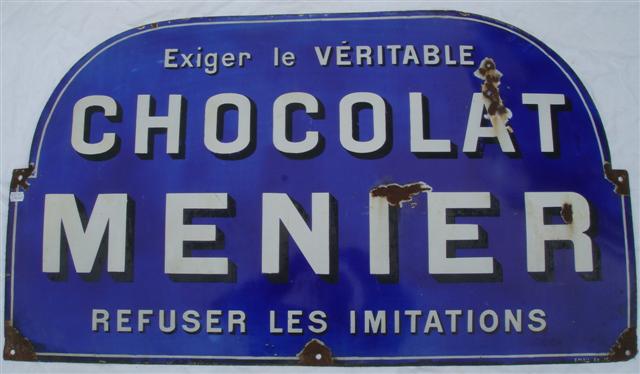 Exiger le VÉRITABLE
CHOCOLAT
MENIER
REFUSER LES IMITATIONS